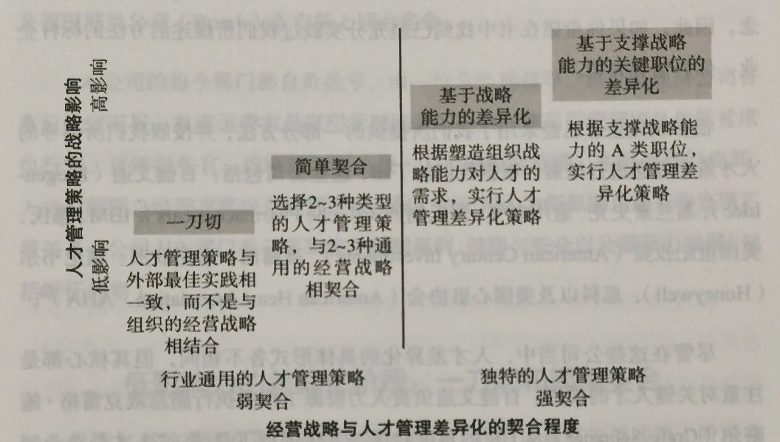 人才管理策略的战略影响
高影响
低影响
一刀切
人才管理策略与
外部最佳实践相
一致，而不是与
组织的经营战略
相结合
简单契合
选择2~3种类型
的人才管理策
略，与2~3种通
用的经营战略
相契合
基于战略
能力的差异化
根据塑造组织战
略能力对人才的
需求，实行人才
管理差异化策略
基于支撑战略
能力的关键职位的
差异化
根据支撑战略能
力的 A 类职位，
实行人才管理差
异化策略
行业通用的人才管理策略
弱契合
独特的人才管理策略
强契合
经营战略与人才管理差异化的契合程度